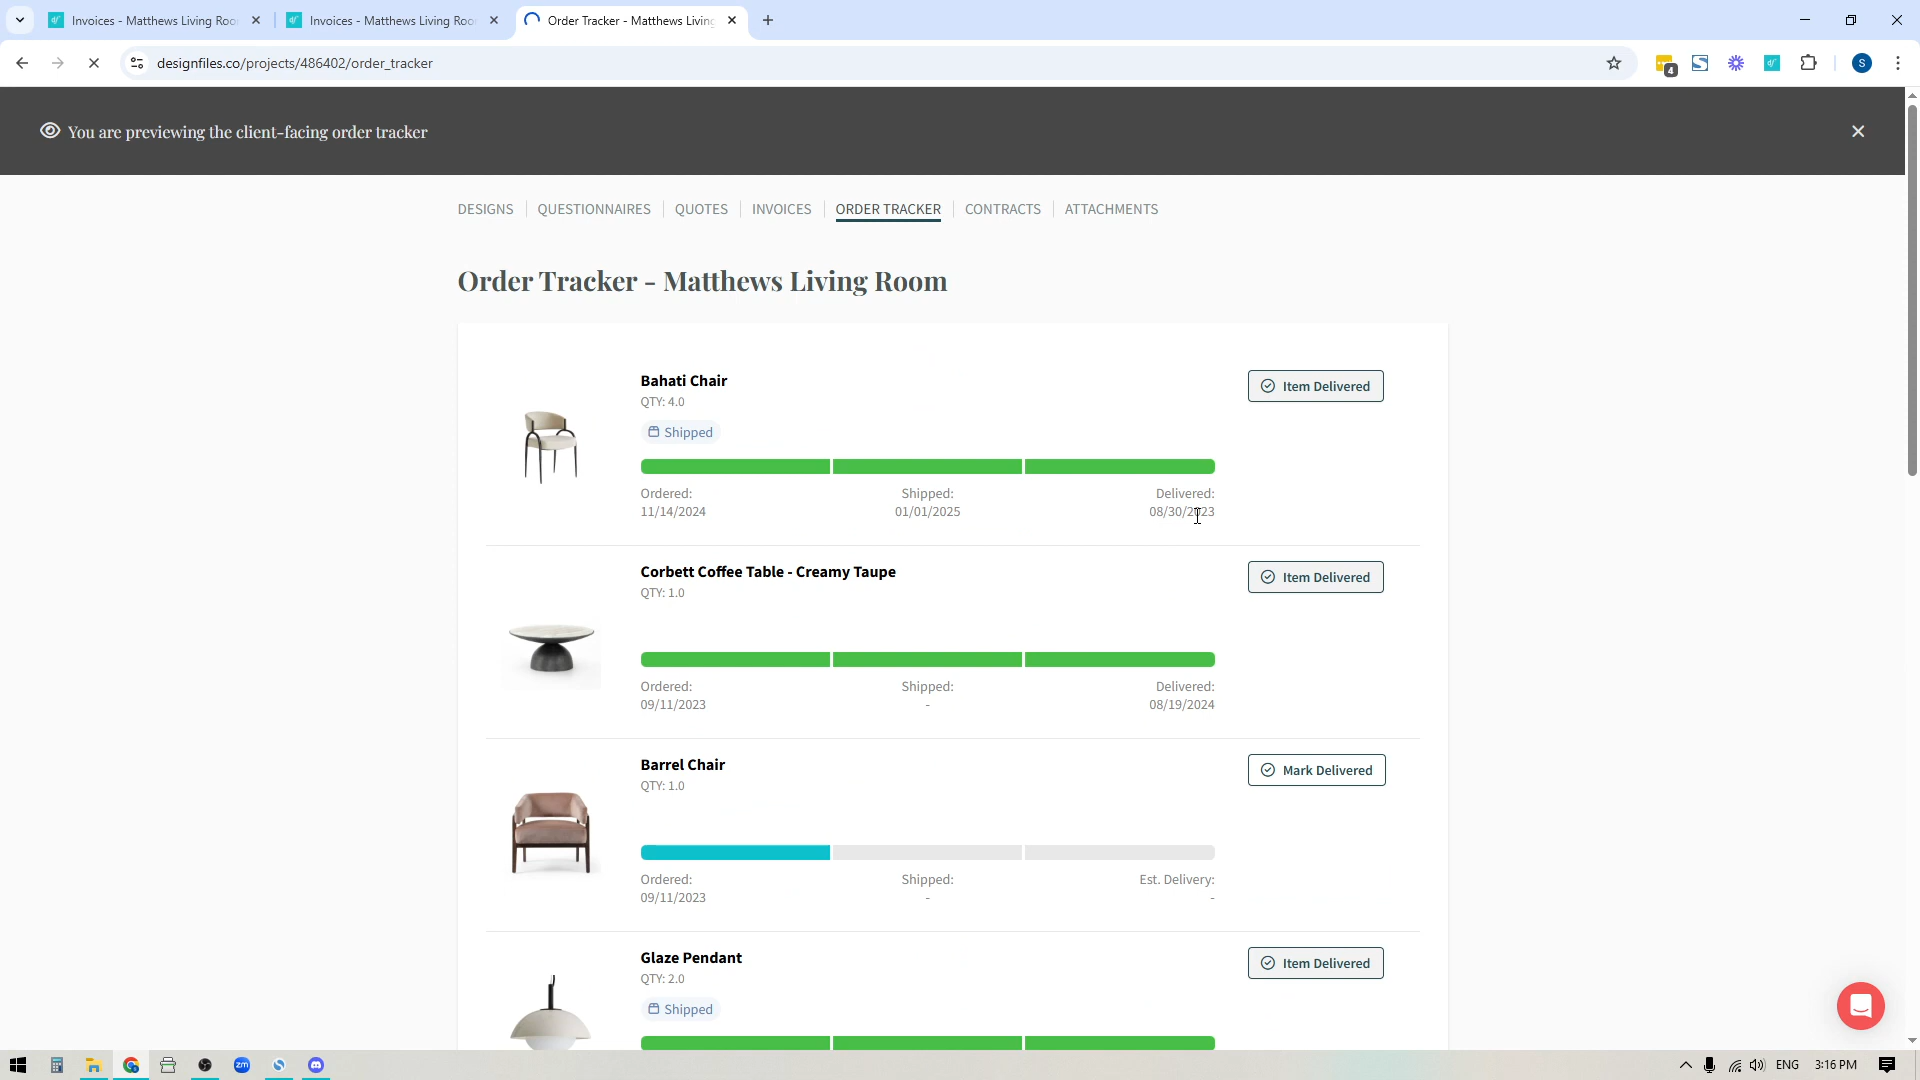 Invoices - Matthews Living Roo
Invoices - Matthews Living Roo
Order Tracker - Matthews Living
designfiles.co/projects/486402/order_tracker
4
S
You are previewing the client-facing order tracker
DESIGNS
QUESTIONNAIRES
QUOTES
INVOICES
ORDER TRACKER
CONTRACTS
ATTACHMENTS
Order Tracker - Matthews Living Room
Bahati Chair
QTY: 4.0
Shipped
Item Delivered
Ordered:
11/14/2024
Shipped:
01/01/2025
Delivered:
08/30/2023
Corbett Coffee Table - Creamy Taupe
QTY: 1.0
Item Delivered
Ordered:
09/11/2023
Shipped:
-
Delivered:
08/19/2024
Barrel Chair
QTY: 1.0
Mark Delivered
Ordered:
09/11/2023
Shipped:
-
Est. Delivery:
-
Glaze Pendant
QTY: 2.0
Shipped
Item Delivered
zm
ENG
3:16 PM